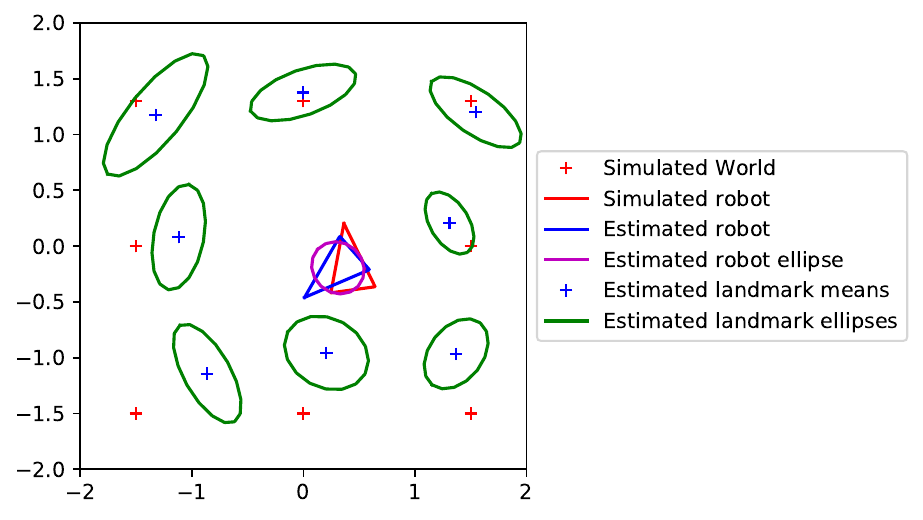 2.0
1.5
1.0
0.5
0.0
−0.5
−1.0
−1.5
−2.0
−2 −1 0 1 2
Simulated World
Simulated robot
Estimated robot
Estimated robot ellipse
Estimated landmark means
Estimated landmark ellipses